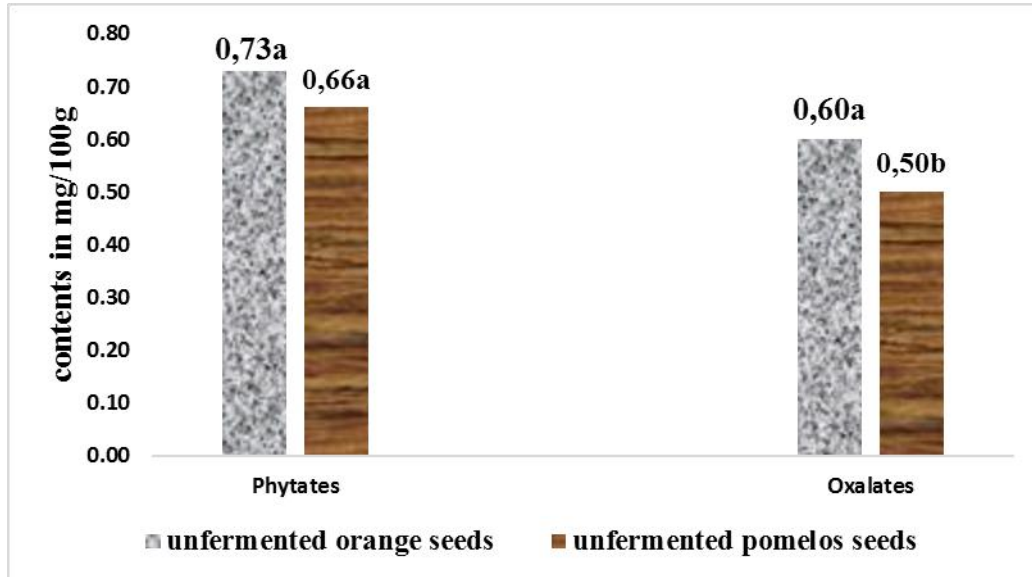 contents in mg/100g
0.80
0.70
0.60
0.50
0.40
0.30
0.20
0.10
0.00
0,73a
0,66a
0,60a
0,50b
Phytates
Oxalates
unfermented orange seeds
unfermented pomelos seeds